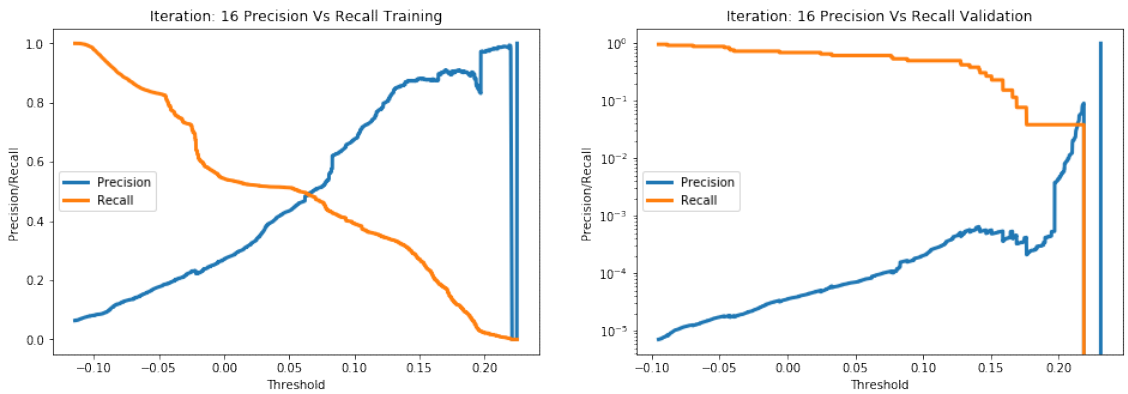 Iteration: 16 Precision Vs Recall Training
1.0
0.8
0.6
0.4
0.2
0.0
Precision/Recall
Precision
Recall
−0.10 −0.05 0.00 0.05 0.10 0.15 0.20
Threshold
Iteration: 16 Precision Vs Recall Validation
10⁰
10⁻¹
10⁻²
10⁻³
10⁻⁴
10⁻⁵
Precision/Recall
Precision
Recall
−0.10 −0.05 0.00 0.05 0.10 0.15 0.20
Threshold